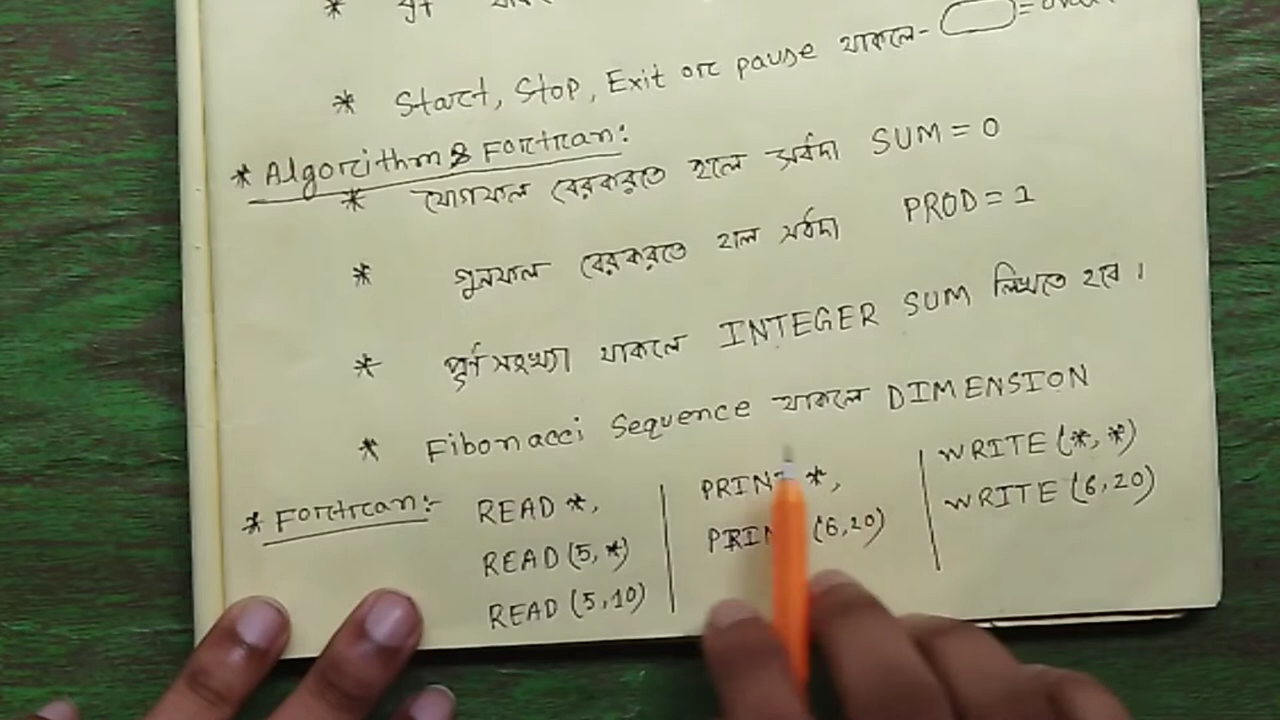 *
* Start, Stop, Exit or pause থাকলে-
* Algorithm & Fortran:
* যোগফল বেরকরতে হলে সর্বদা SUM = 0
* গুনফল বেরকরতে হলে সর্বদা PROD = 1
* পূর্ণসংখ্যা থাকলে INTEGER SUM লিখতে হবে।
* Fibonacci Sequence থাকলে DIMENSION
* Fortran:- READ *,
READ (5, *)
READ (5,10)
PRINT *,
PRINT (6,20)
WRITE (*, *)
WRITE (6,20)